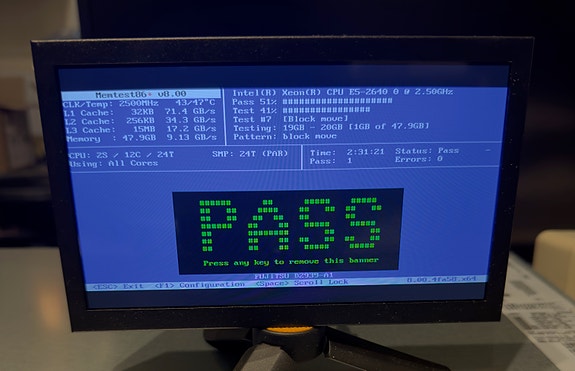 Memtest86+ v8.00
CLK/Temp: 2500MHz 43/47°C
L1 Cache: 32KB 71.4 GB/s
L2 Cache: 256KB 34.3 GB/s
L3 Cache: 15MB 17.2 GB/s
Memory : 47.9GB 9.13 GB/s
Intel(R) Xeon(R) CPU E5-2640 0 @ 2.50GHz
Pass 51% ####################
Test 41% ################
Test #7 [Block move]
Testing: 19GB - 20GB [1GB of 47.9GB]
Pattern: block move
CPU: 2S / 12C / 24T SMP: 24T (PAR)
Using: All Cores
Time: 2:31:21 Status: Pass -
Pass: 1 Errors: 0
PASS
Press any key to remove this banner
FUJITSU D2939-A1
<ESC> Exit <F1> Configuration <Space> Scroll Lock